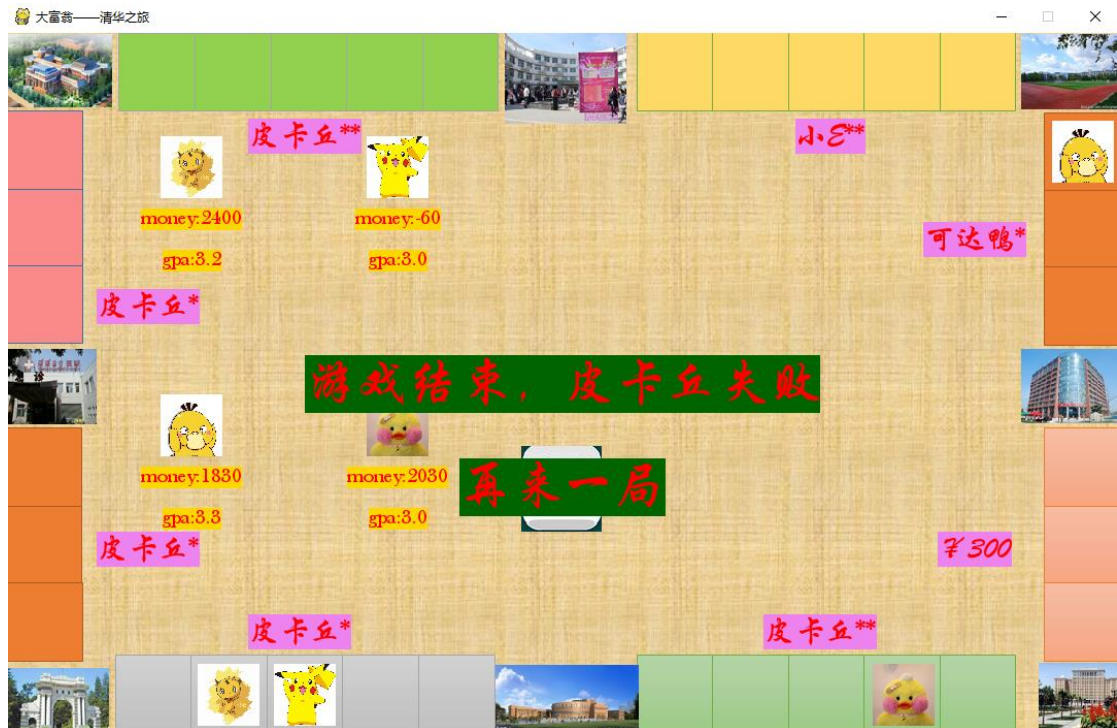 大富翁——清华之旅
皮卡丘**
小E**
money:2400
money:-60
可达鸭*
gpa:3.2
gpa:3.0
皮卡丘*
游戏结束，皮卡丘失败
money:1830
money:2030
再来一局
gpa:3.3
gpa:3.0
皮卡丘*
￥300
皮卡丘*
皮卡丘**